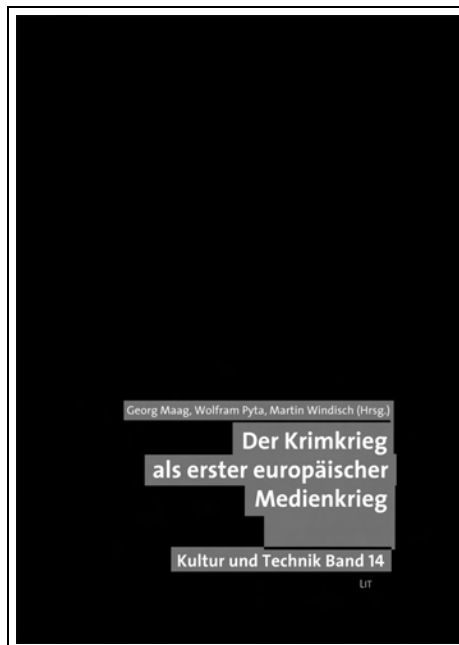 Georg Maag, Wolfram Pyta, Martin Windisch (Hrsg.)
Der Krimkrieg
als erster europäischer
Medienkrieg
Kultur und Technik Band 14
LIT